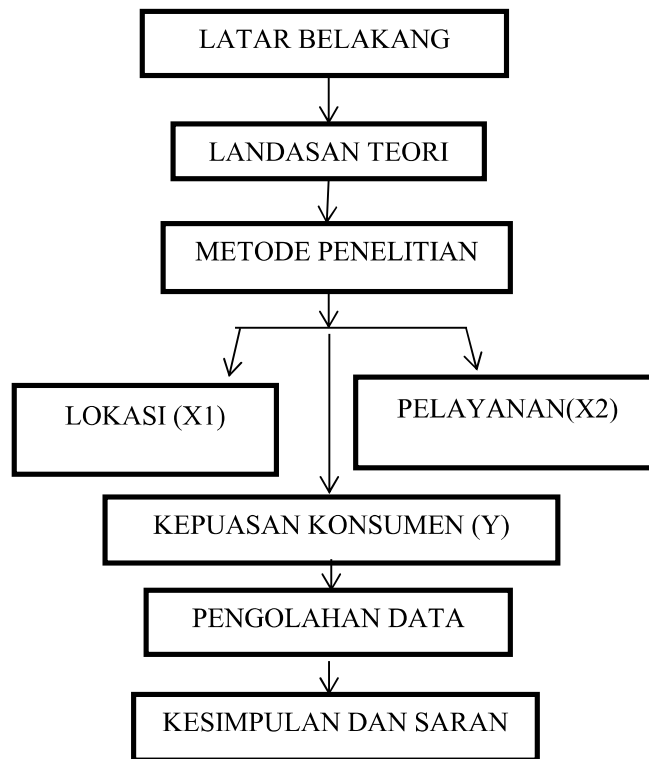 LATAR BELAKANG
LANDASAN TEORI
METODE PENELITIAN
LOKASI (X1)
PELAYANAN(X2)
KEPUASAN KONSUMEN (Y)
PENGOLAHAN DATA
KESIMPULAN DAN SARAN